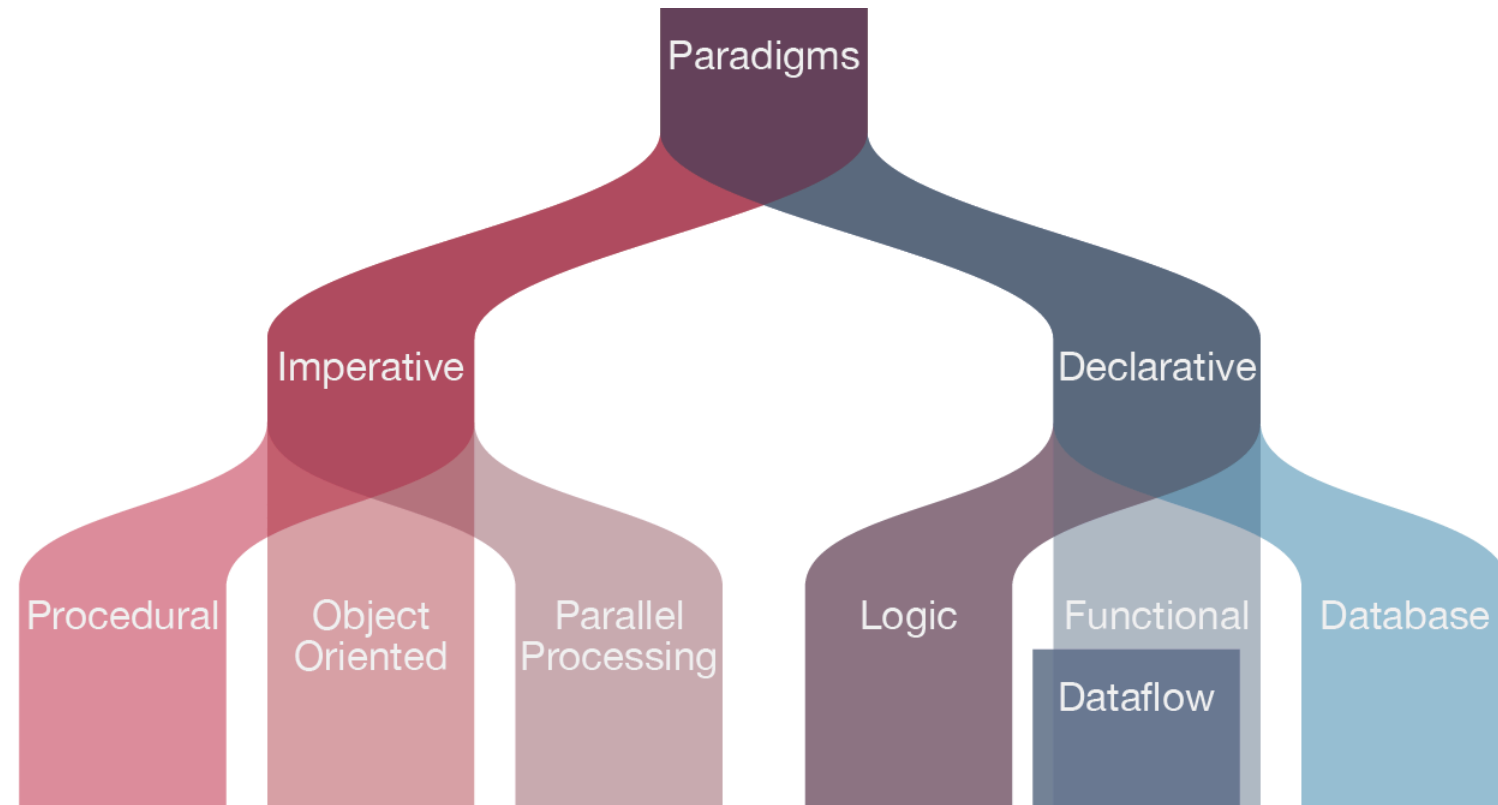 Paradigms
Imperative
Declarative
Procedural
Object
Oriented
Parallel
Processing
Logic
Functional
Database
Dataflow